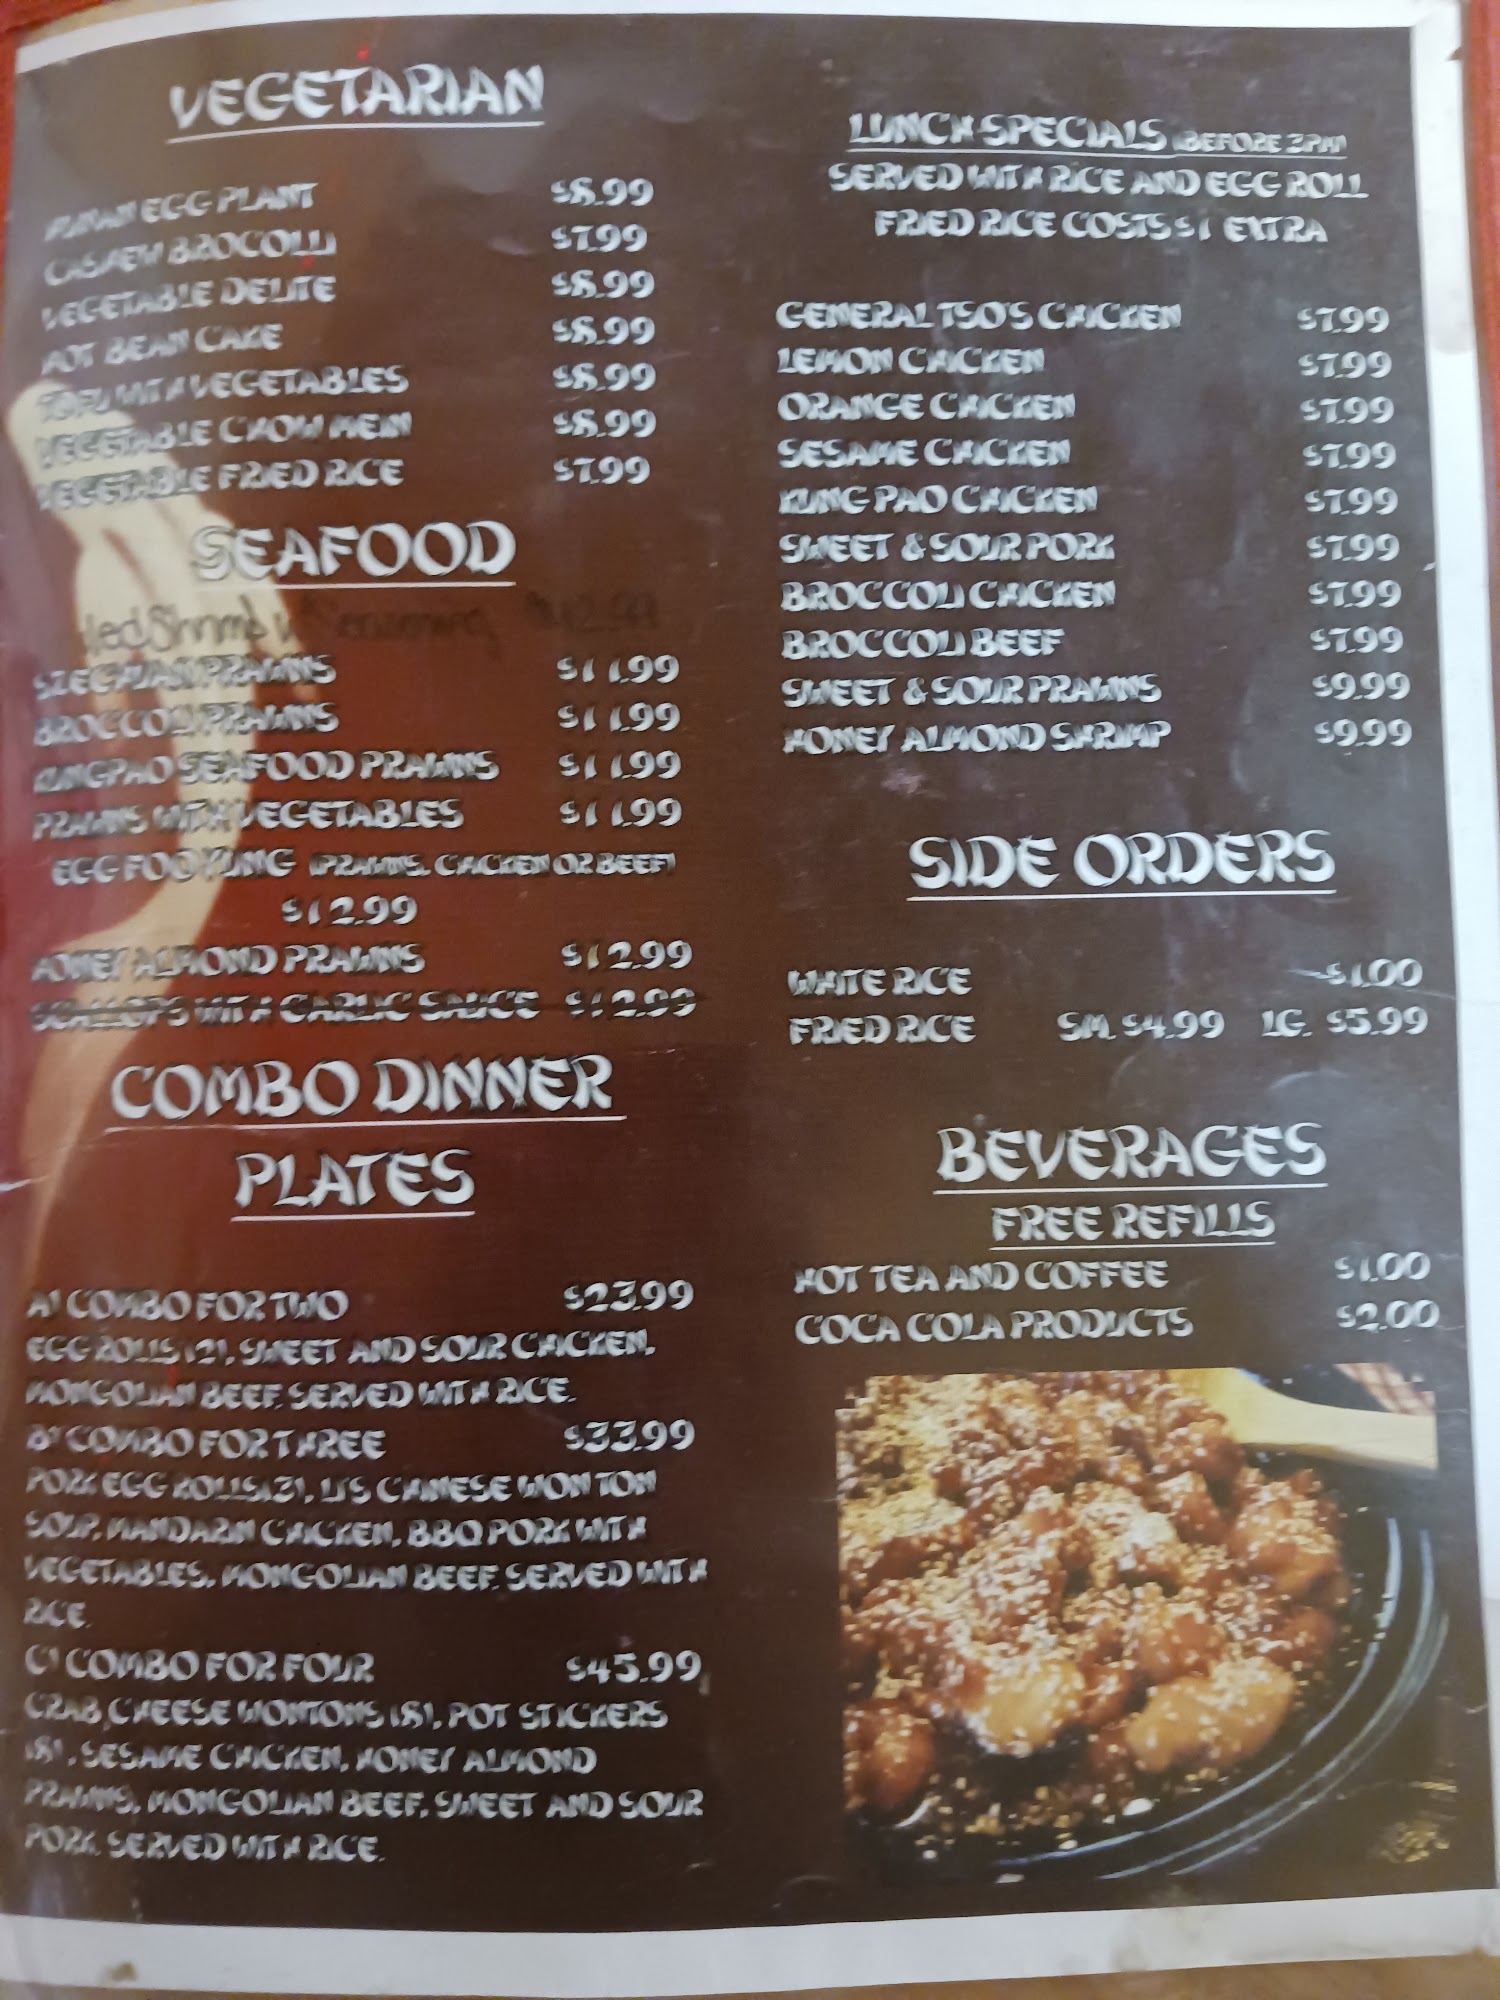 VEGETARIAN
HUNAN EGG PLANT $8.99
CASHEW BROCOLLI $7.99
VEGETABLE DELITE $8.99
HOT BEAN CAKE $8.99
TOFU WITH VEGETABLES $8.99
VEGETABLE CHOW MEIN $8.99
VEGETABLE FRIED RICE $7.99
SEAFOOD
Shrimp w/ Seasoning $12.99
SZECHUAN PRAWNS $11.99
BROCCOLI PRAWNS $11.99
KUNGPAO SEAFOOD PRAWNS $11.99
PRAWNS WITH VEGETABLES $11.99
EGG FOO YUNG (PRAWNS, CHICKEN OR BEEF)
$12.99
HONEY ALMOND PRAWNS $12.99
SCALLOPS WITH GARLIC SAUCE $12.99
COMBO DINNER
PLATES
A) COMBO FOR TWO $23.99
EGG ROLLS (2), SWEET AND SOUR CHICKEN,
MONGOLIAN BEEF. SERVED WITH RICE.
B) COMBO FOR THREE $33.99
PORK EGG ROLLS(3), LI'S CHINESE WON TON
SOUP, MANDARIN CHICKEN, BBQ PORK WITH
VEGETABLES, MONGOLIAN BEEF. SERVED WITH
RICE.
C) COMBO FOR FOUR $45.99
CRAB CHEESE WONTONS (8), POT STICKERS
(8), SESAME CHICKEN, HONEY ALMOND
PRAWNS, MONGOLIAN BEEF, SWEET AND SOUR
PORK. SERVED WITH RICE.
LUNCH SPECIALS (BEFORE 3PM)
SERVED WITH RICE AND EGG ROLL
FRIED RICE COSTS $1 EXTRA
GENERAL TSO'S CHICKEN $7.99
LEMON CHICKEN $7.99
ORANGE CHICKEN $7.99
SESAME CHICKEN $7.99
KUNG PAO CHICKEN $7.99
SWEET & SOUR PORK $7.99
BROCCOLI CHICKEN $7.99
BROCCOLI BEEF $7.99
SWEET & SOUR PRAWNS $9.99
HONEY ALMOND SHRIMP $9.99
SIDE ORDERS
WHITE RICE $1.00
FRIED RICE SM. $4.99 LG. $5.99
BEVERAGES
FREE REFILLS
HOT TEA AND COFFEE $1.00
COCA COLA PRODUCTS $2.00